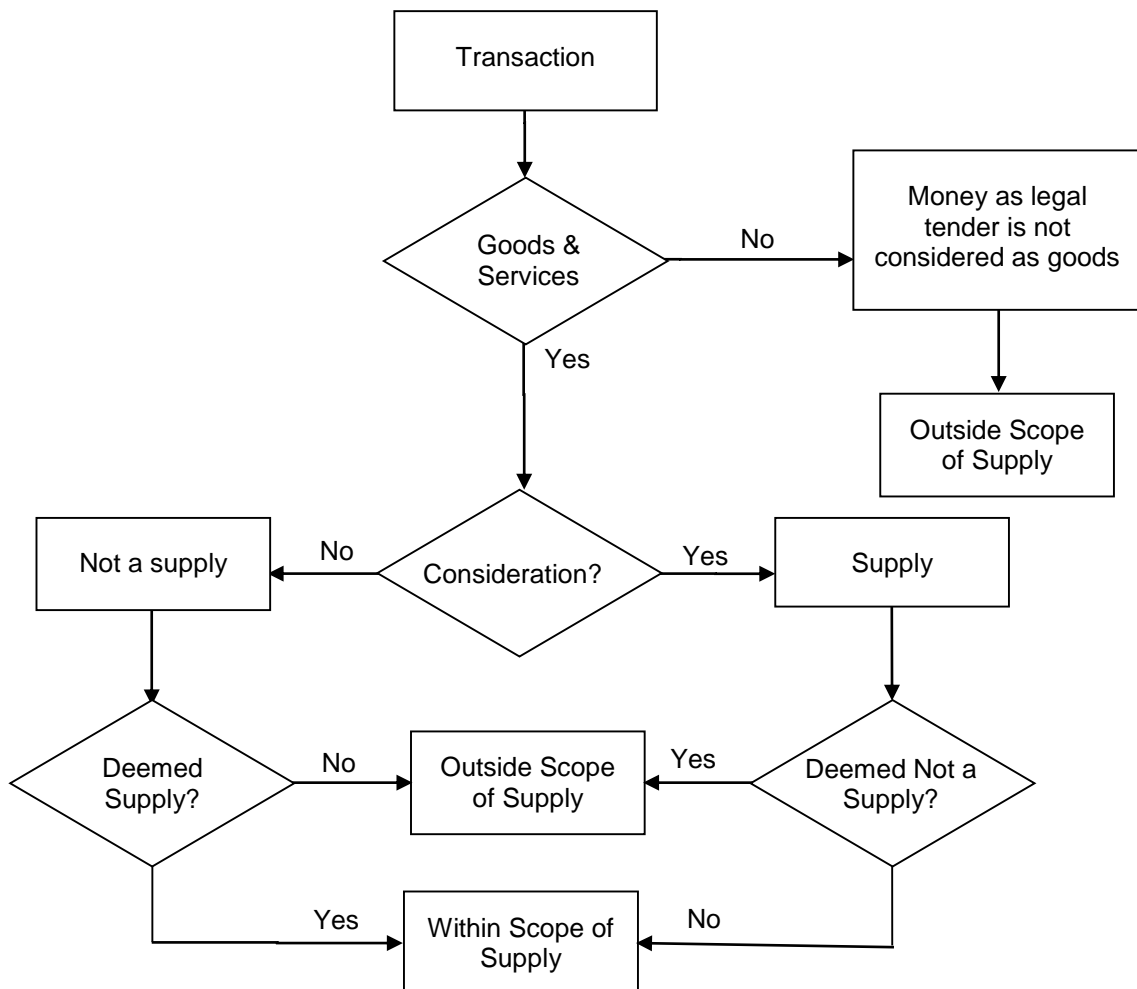 Transaction
Goods &
Services
No
Money as legal
tender is not
considered as goods
Yes
Outside Scope
of Supply
Not a supply
No
Consideration?
Yes
Supply
Deemed
Supply?
No
Outside Scope
of Supply
Yes
Deemed Not a
Supply?
Yes
Within Scope of
Supply
No